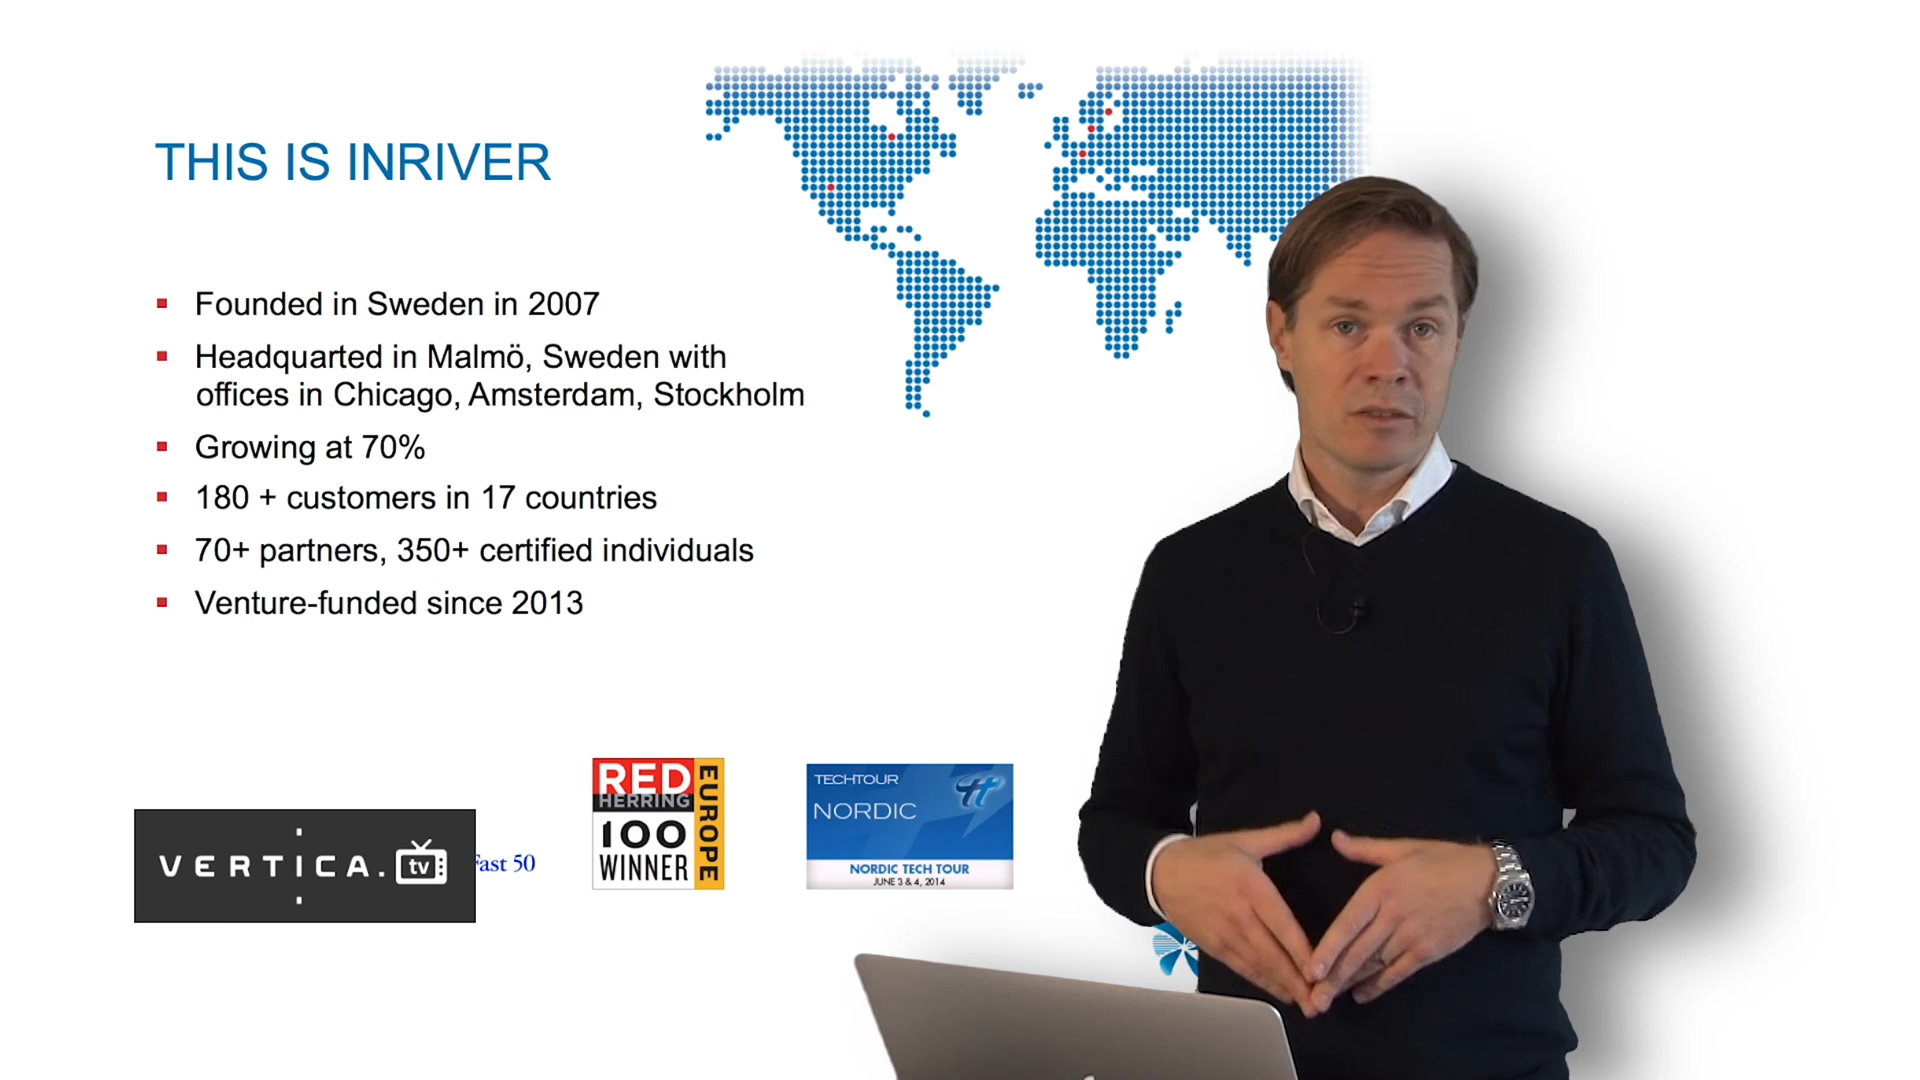 THIS IS INRIVER
Founded in Sweden in 2007
Headquarted in Malmö, Sweden with
offices in Chicago, Amsterdam, Stockholm
Growing at 70%
180 + customers in 17 countries
70+ partners, 350+ certified individuals
Venture-funded since 2013
VERTICA.tv
Fast 50
RED
HERRING
100
WINNER
EUROPE
TECHTOUR
NORDIC
NORDIC TECH TOUR
JUNE 3 & 4, 2014